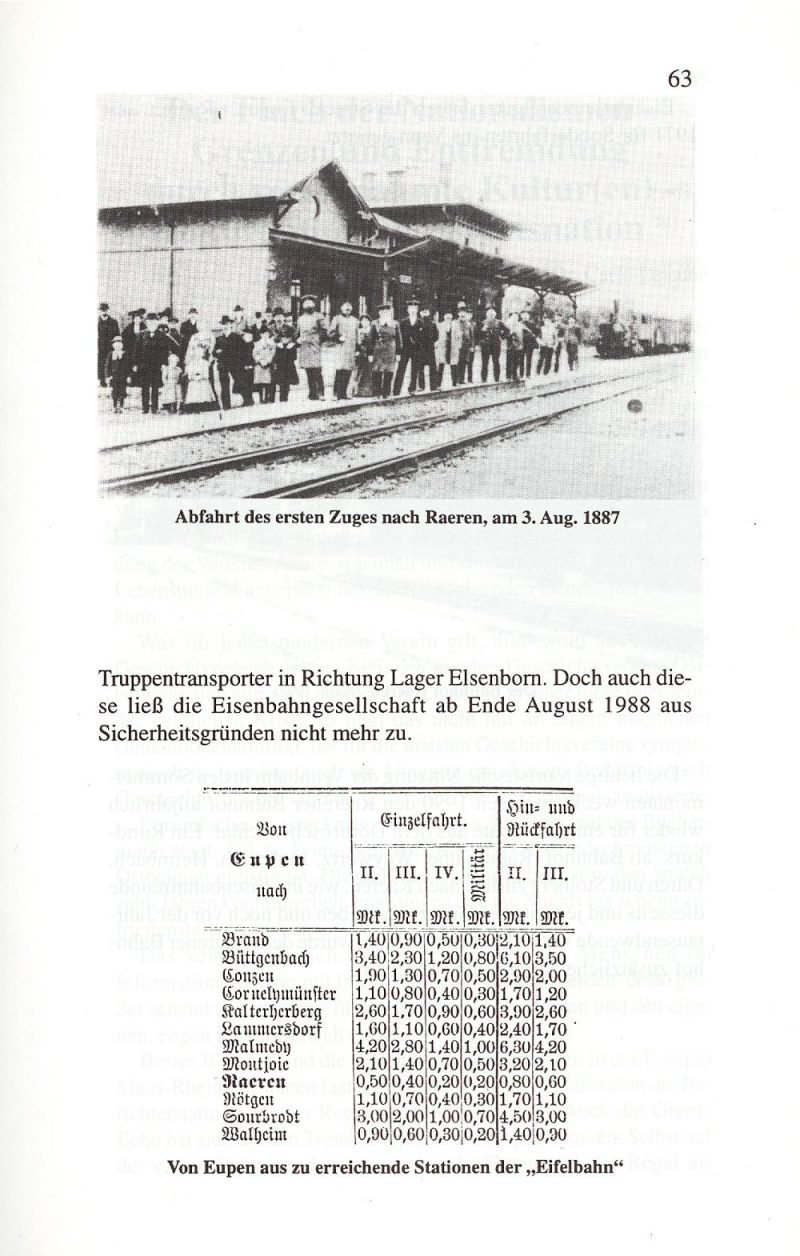 63
Abfahrt des ersten Zuges nach Raeren, am 3. Aug. 1887
Truppentransporter in Richtung Lager Elsenborn. Doch auch die-
se ließ die Eisenbahngesellschaft ab Ende August 1988 aus
Sicherheitsgründen nicht mehr zu.
Von Eupen nach Einzelfahrt. Hin= und Rückfahrt
II. III. IV. Militär II. III.
Mk. Mk. Mk. Mk. Mk. Mk.
Brand 1,40 0,90 0,50 0,30 2,10 1,40
Büttgenbach 3,40 2,30 1,20 0,80 6,10 3,50
Conzen 1,90 1,30 0,70 0,50 2,90 2,00
Cornelymünster 1,10 0,80 0,40 0,30 1,70 1,20
Kalterherberg 2,60 1.70 0,90 0,60 3,90 2,60
Lammersdorf 1,60 1,10 0,60 0,40 2,40 1,70
Malmedy 4,20 2,80 1,40 1,00 6,30 4,20
Montjoie 2,10 1,40 0,70 0,50 3,20 2,10
Raeren 0,50 0,40 0,20 0,20 0,80 0,60
Rötgen 1,10 0,70 0,40 0,30 1,70 1,10
Sourbrodt 3,00 2,00 1,00 0,70 4,50 3,00
Walheim 0,90 0,60 0,30 0,20 1,40 0,90
Von Eupen aus zu erreichende Stationen der „Eifelbahn“